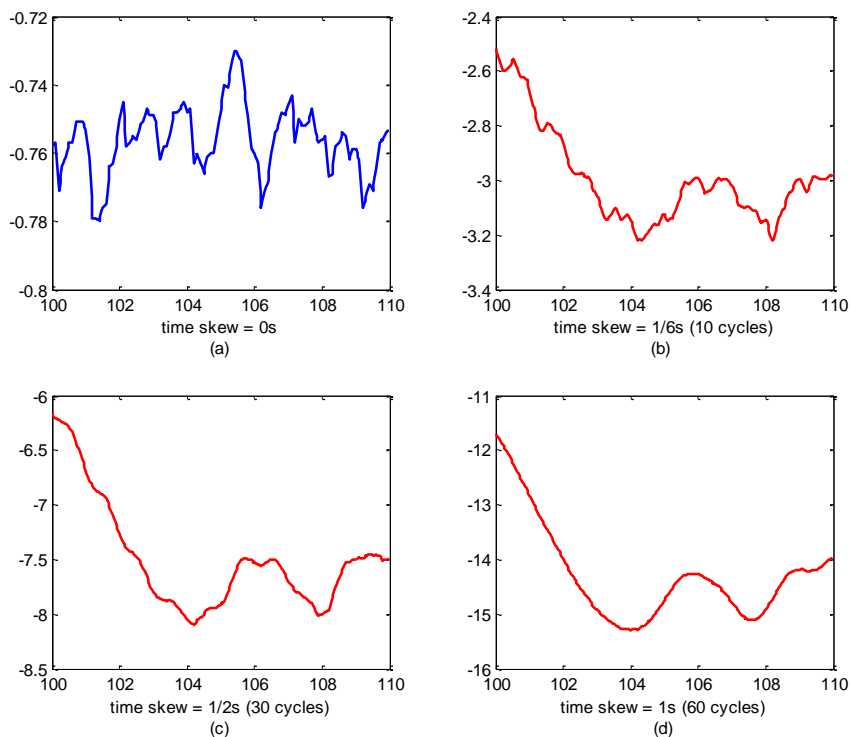 -0.72
-0.74
-0.76
-0.78
-0.8
100 102 104 106 108 110
time skew = 0s
(a)
-2.4
-2.6
-2.8
-3
-3.2
-3.4
100 102 104 106 108 110
time skew = 1/6s (10 cycles)
(b)
-6
-6.5
-7
-7.5
-8
-8.5
100 102 104 106 108 110
time skew = 1/2s (30 cycles)
(c)
-11
-12
-13
-14
-15
-16
100 102 104 106 108 110
time skew = 1s (60 cycles)
(d)